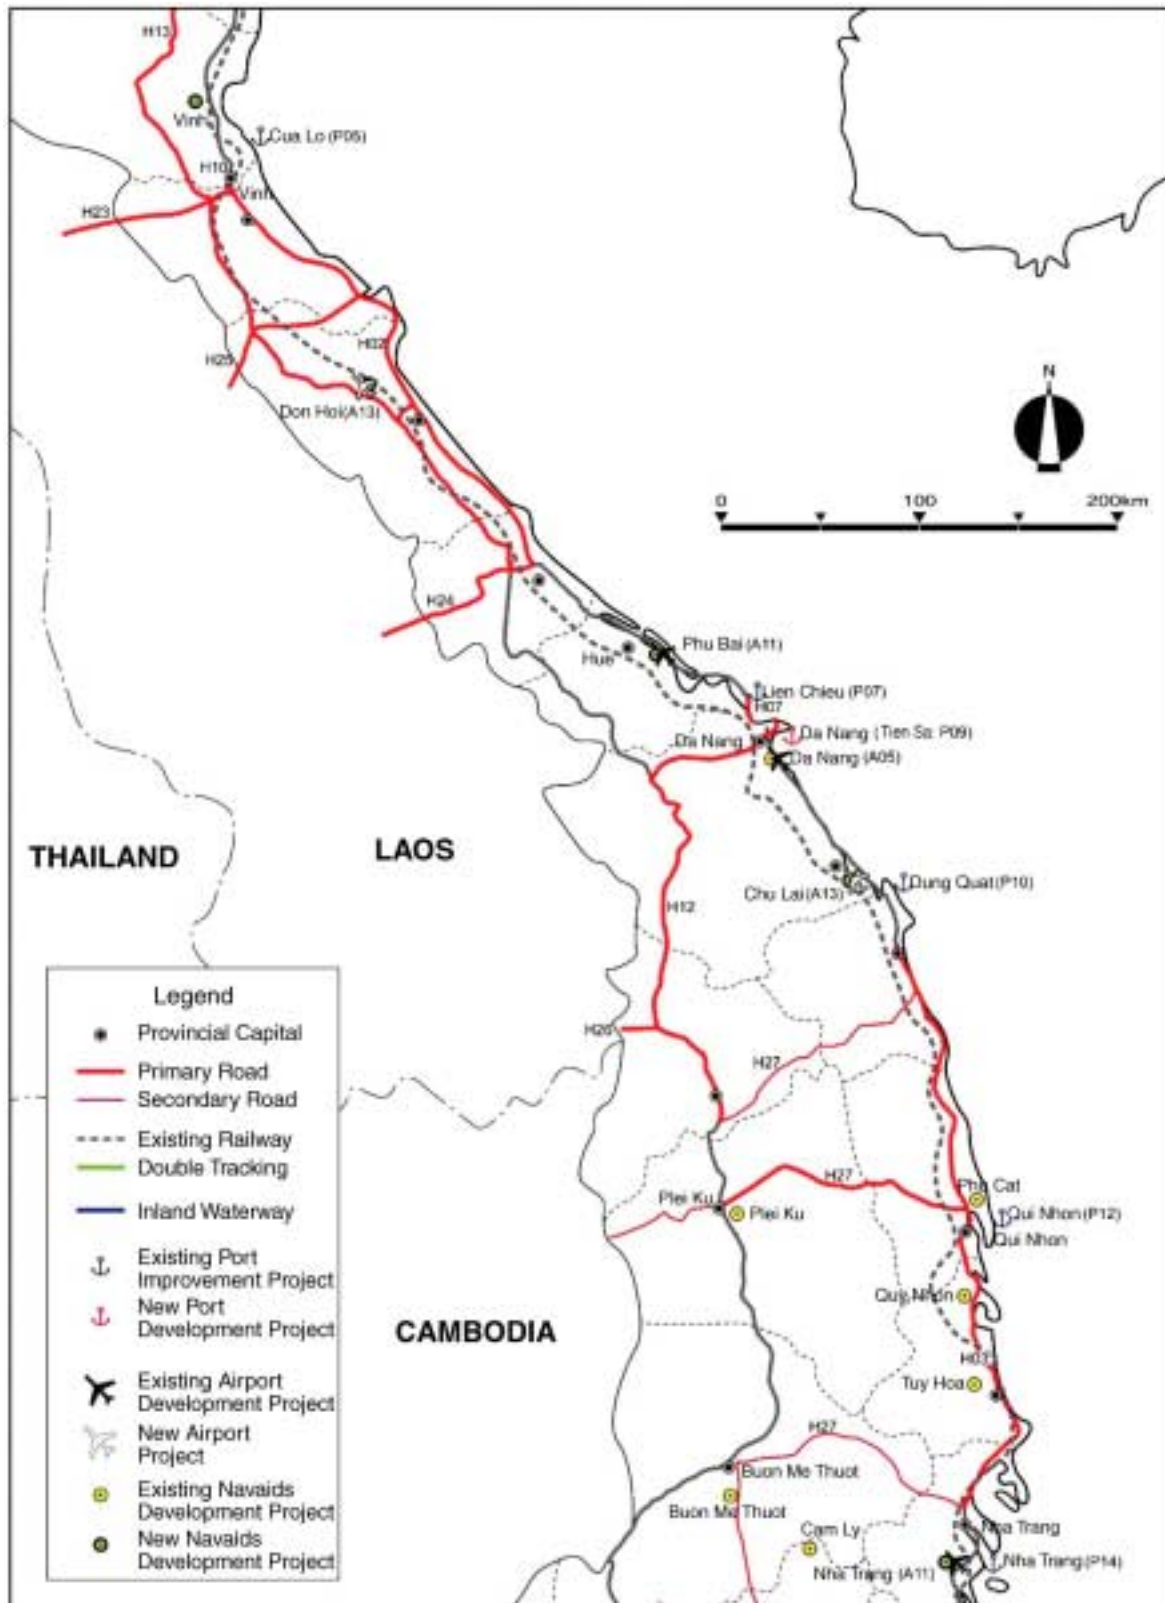 H13
Vinh
Cua Lo (P05)
H10
Vinh
H23
H02
H25
Don Hoi(A13)
N
0 100 200km
H24
Hue
Phu Bai (A11)
Lien Chieu (P07)
H07
Da Nang
Da Nang (Tien Sa: P09)
Da Nang (A05)
THAILAND
LAOS
Chu Lai(A13)
Dung Quat(P10)
H12
H26
H27
Plei Ku
Plei Ku
H27
Phu Cat
Qui Nhon (P12)
Qui Nhon
Quy Nhon
CAMBODIA
Tuy Hoa
H27
Buon Me Thuot
Buon Me Thuot
Cam Ly
Nha Trang
Nha Trang (A11)
Nha Trang (P14)
Legend
Provincial Capital
Primary Road
Secondary Road
Existing Railway
Double Tracking
Inland Waterway
Existing Port
Improvement Project
New Port
Development Project
Existing Airport
Development Project
New Airport
Project
Existing Navaids
Development Project
New Navaids
Development Project